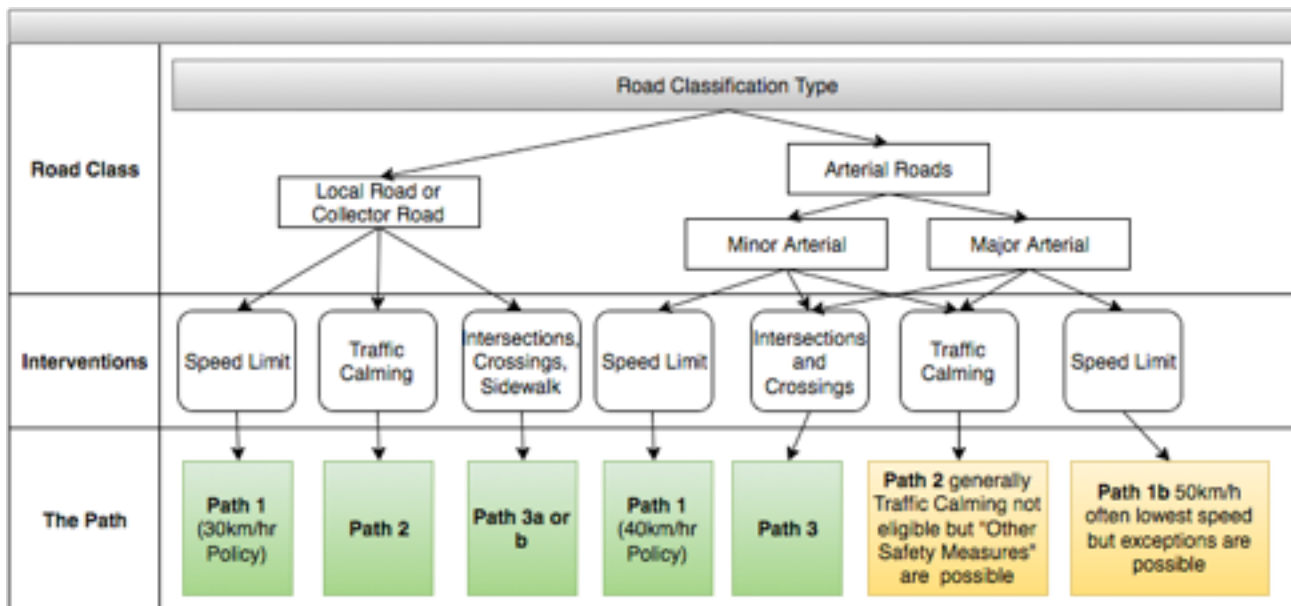 Road Classification Type
Road Class
Arterial Roads
Local Road or
Collector Road
Minor Arterial
Major Arterial
Interventions
Speed Limit
Traffic
Calming
Intersections,
Crossings,
Sidewalk
Speed Limit
Intersections
and
Crossings
Traffic
Calming
Speed Limit
The Path
Path 1
(30km/hr
Policy)
Path 2
Path 3a or
b
Path 1
(40km/hr
Policy)
Path 3
Path 2 generally
Traffic Calming not
eligible but "Other
Safety Measures"
are possible
Path 1b 50km/h
often lowest speed
but exceptions are
possible